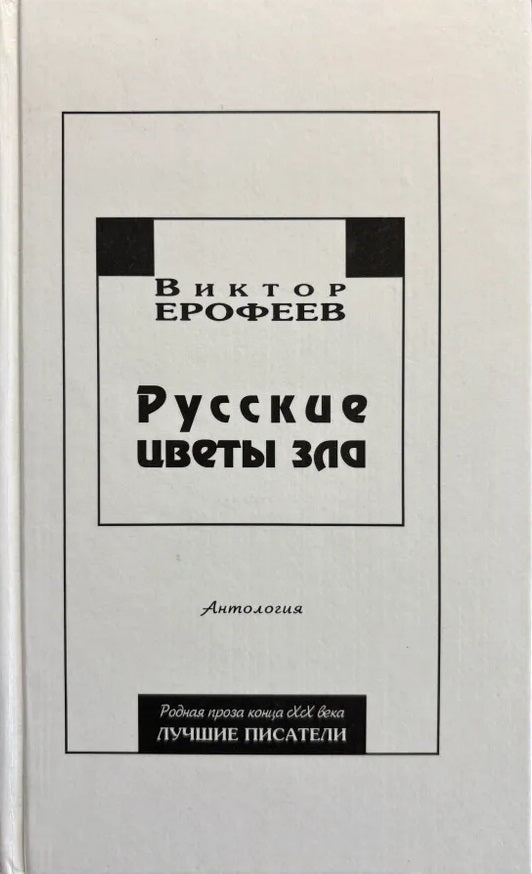 Виктор
ЕРОФЕЕВ
Русские
цветы зла
Антология
Родная проза конца XX века
ЛУЧШИЕ ПИСАТЕЛИ